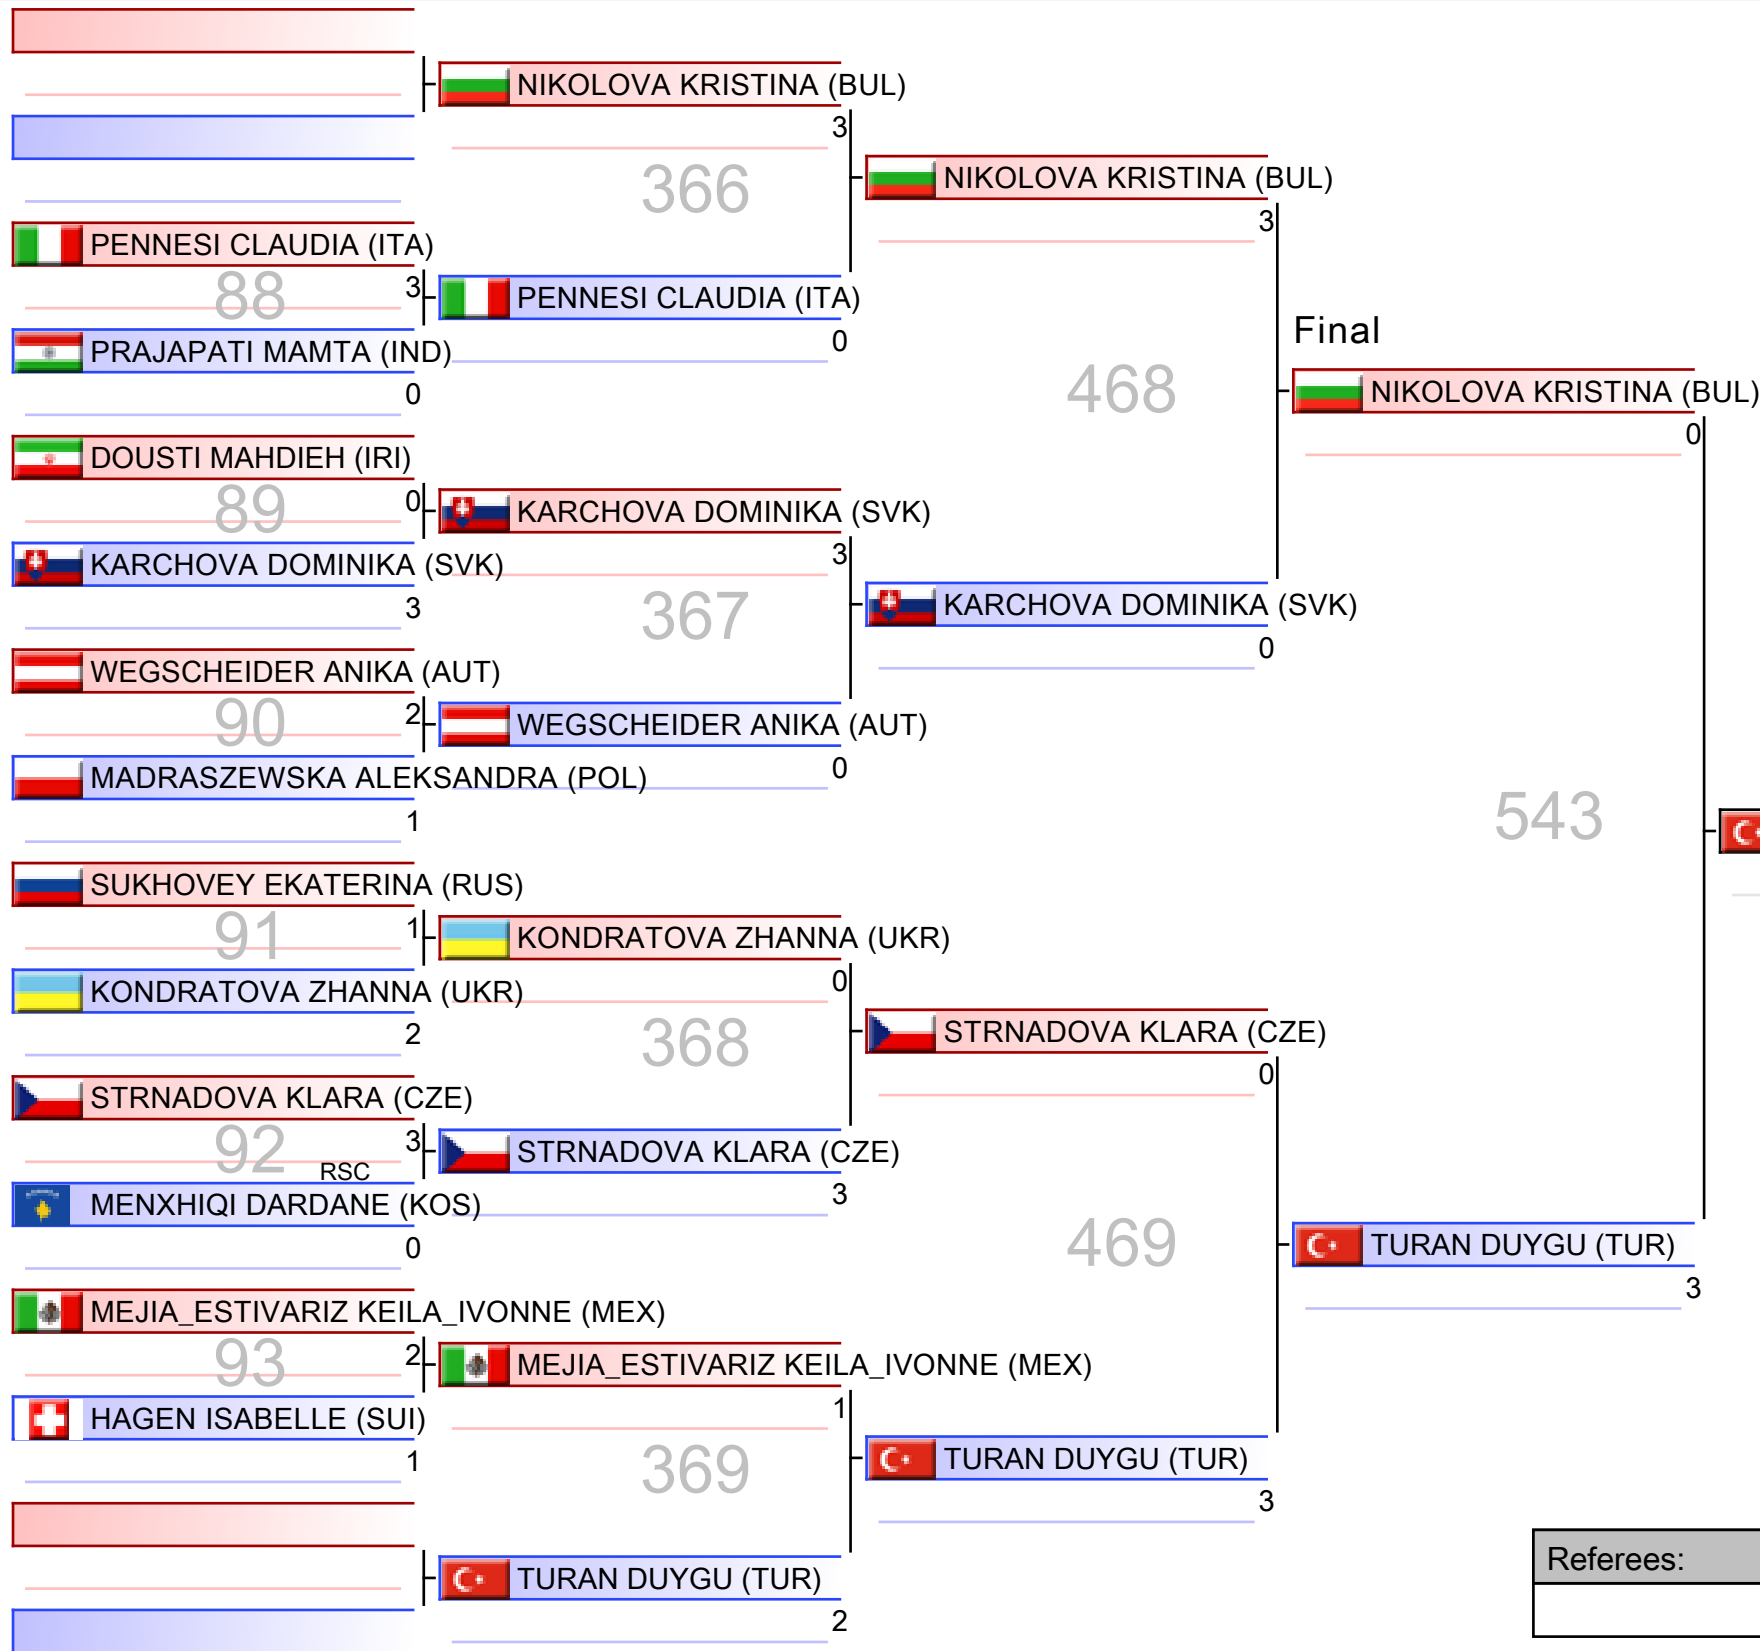 NIKOLOVA KRISTINA (BUL)
3
366
NIKOLOVA KRISTINA (BUL)
3
PENNESI CLAUDIA (ITA)
88
3
PENNESI CLAUDIA (ITA)
0
PRAJAPATI MAMTA (IND)
0
468
Final
NIKOLOVA KRISTINA (BUL)
0
DOUSTI MAHDIEH (IRI)
89
0
KARCHOVA DOMINIKA (SVK)
3
KARCHOVA DOMINIKA (SVK)
3
367
KARCHOVA DOMINIKA (SVK)
0
WEGSCHEIDER ANIKA (AUT)
90
2
WEGSCHEIDER ANIKA (AUT)
0
MADRASZEWSKA ALEKSANDRA (POL)
1
543
SUKHOVEY EKATERINA (RUS)
91
1
KONDRATOVA ZHANNA (UKR)
0
KONDRATOVA ZHANNA (UKR)
2
368
STRNADOVA KLARA (CZE)
0
STRNADOVA KLARA (CZE)
92
RSC
3
STRNADOVA KLARA (CZE)
3
MENXHIQI DARDANE (KOS)
0
469
TURAN DUYGU (TUR)
3
MEJIA_ESTIVARIZ KEILA_IVONNE (MEX)
93
2
MEJIA_ESTIVARIZ KEILA_IVONNE (MEX)
1
HAGEN ISABELLE (SUI)
1
369
TURAN DUYGU (TUR)
3
TURAN DUYGU (TUR)
2
Referees: